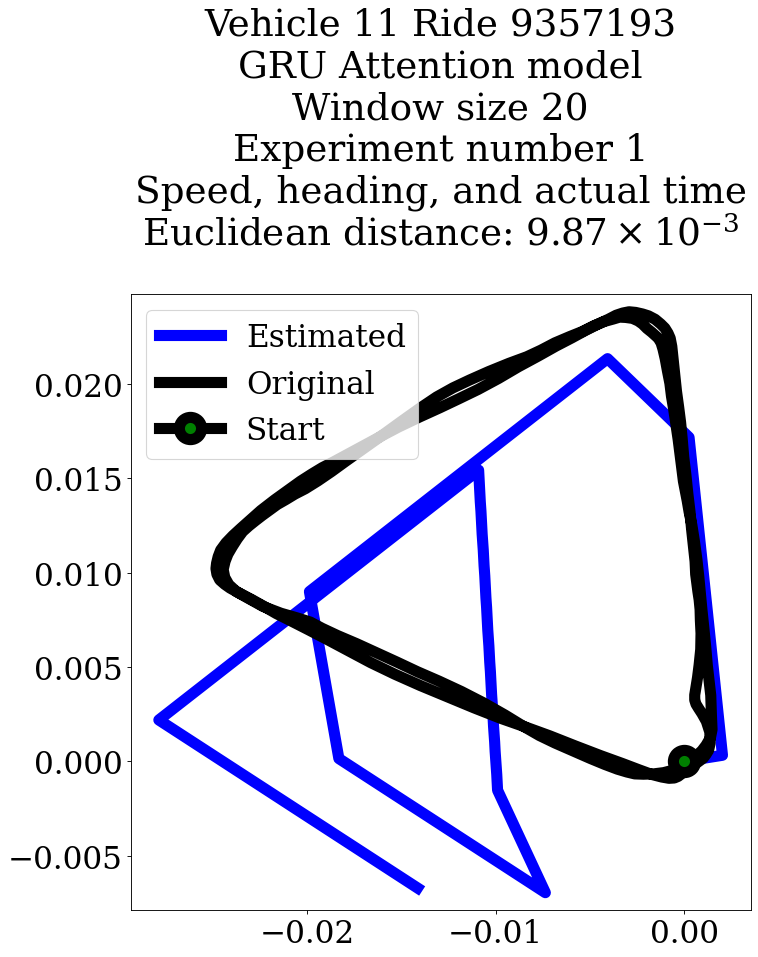 Vehicle 11 Ride 9357193
GRU Attention model
Window size 20
Experiment number 1
Speed, heading, and actual time
Euclidean distance: 9.87 × 10⁻³
Estimated
Original
Start
0.020
0.015
0.010
0.005
0.000
−0.005
−0.02
−0.01
0.00